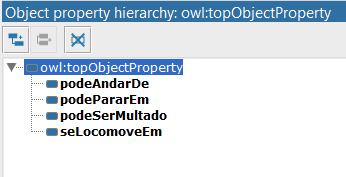 Object property hierarchy: owl:topObjectProperty
owl:topObjectProperty
podeAndarDe
podePararEm
podeSerMultado
seLocomoveEm